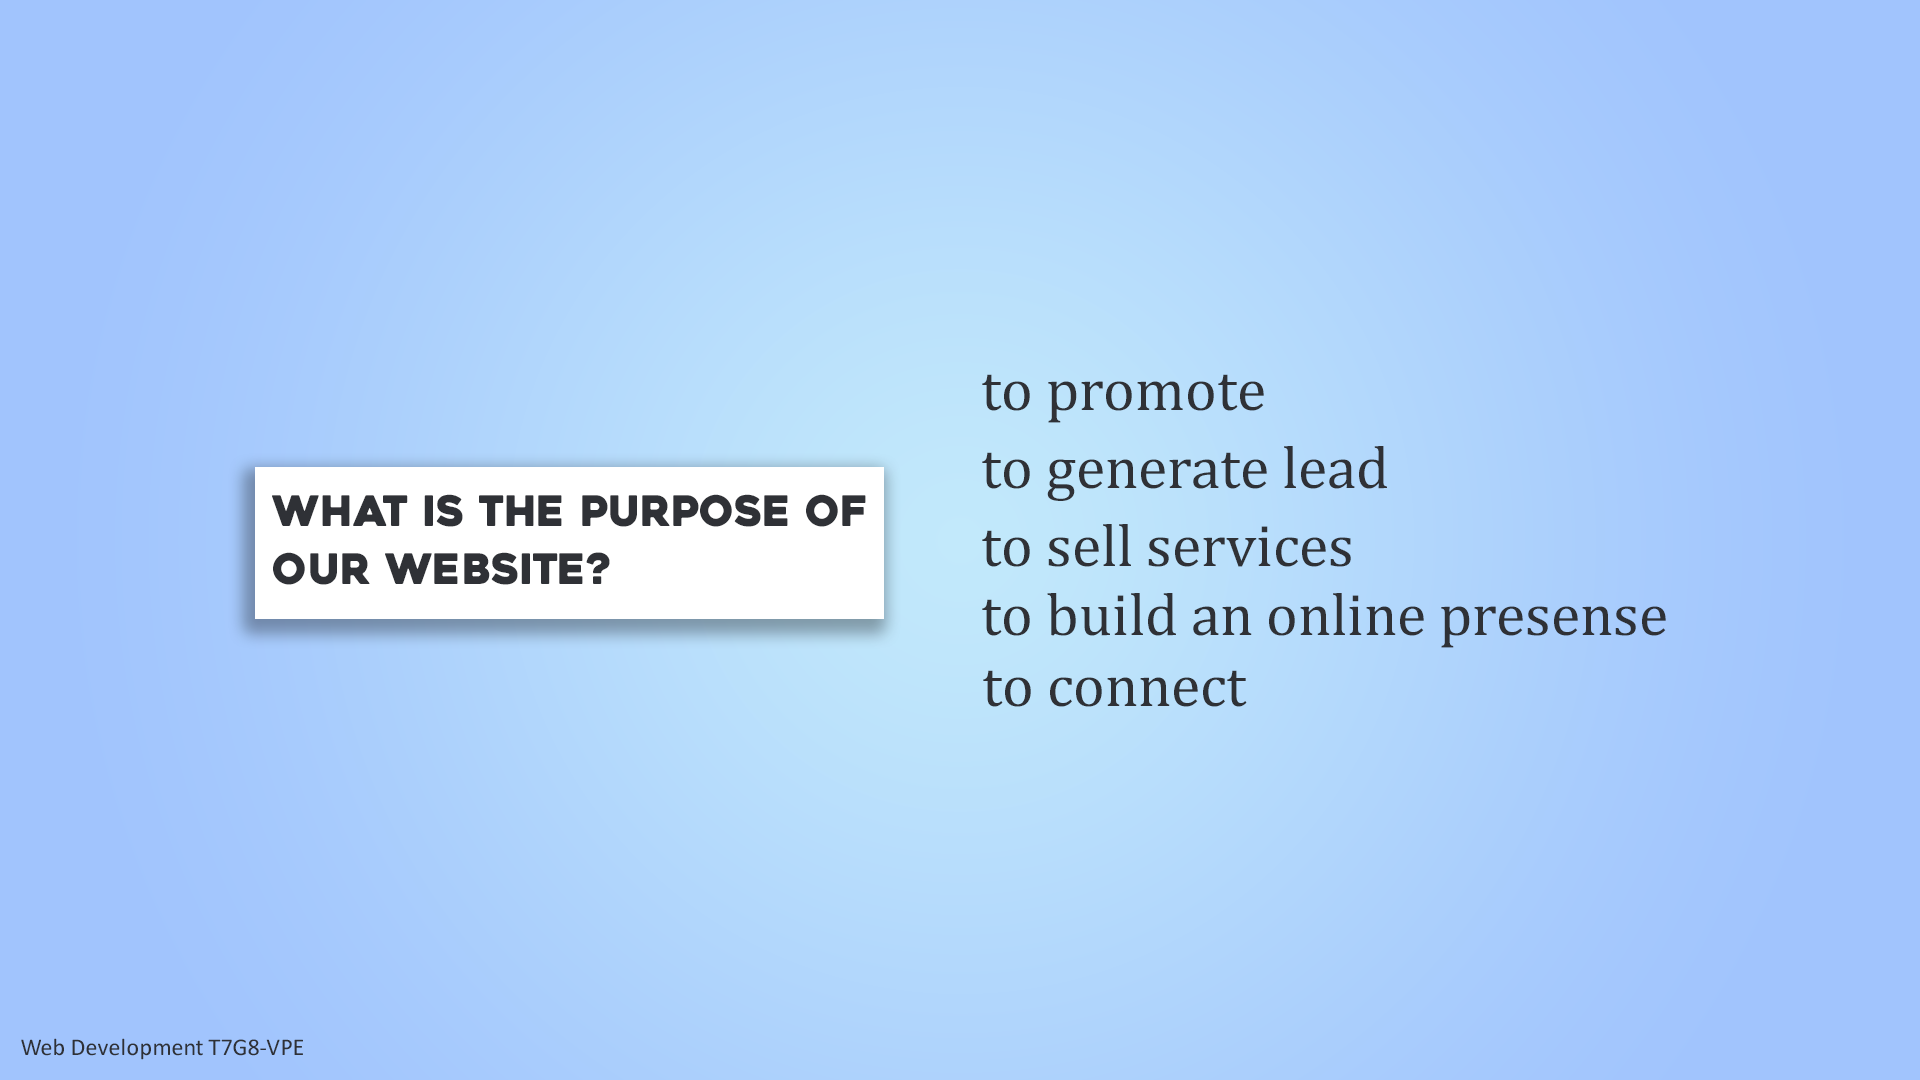 WHAT IS THE PURPOSE OF
OUR WEBSITE?
to promote
to generate lead
to sell services
to build an online presense
to connect
Web Development T7G8-VPE